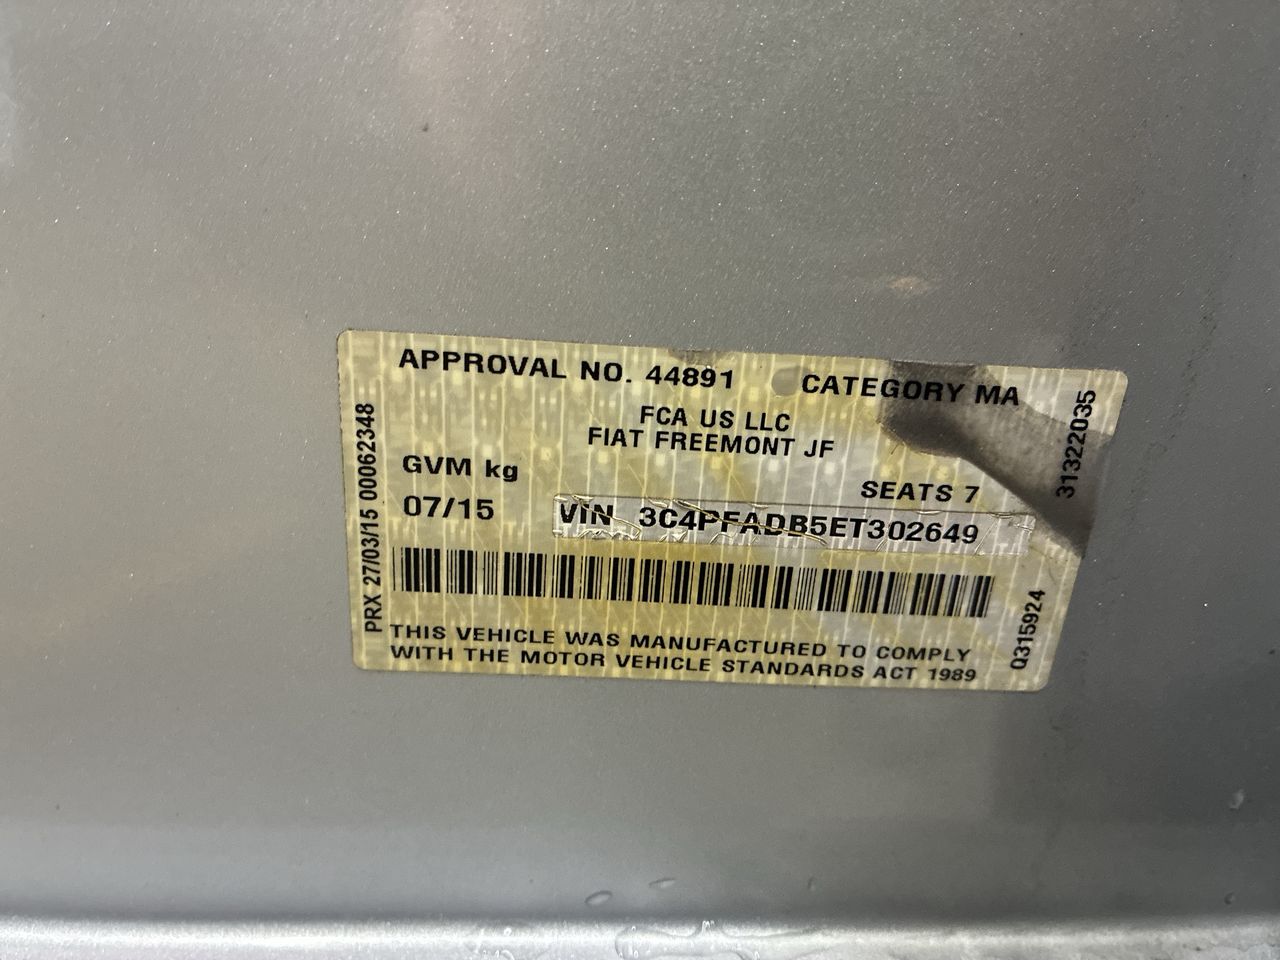 APPROVAL NO. 44891 CATEGORY MA
FCA US LLC
FIAT FREEMONT JF
GVM kg
SEATS 7
07/15 VIN 3C4PFADB5ET302649
THIS VEHICLE WAS MANUFACTURED TO COMPLY
WITH THE MOTOR VEHICLE STANDARDS ACT 1989
PRX 27/03/15 00062348
31322035
Q315924